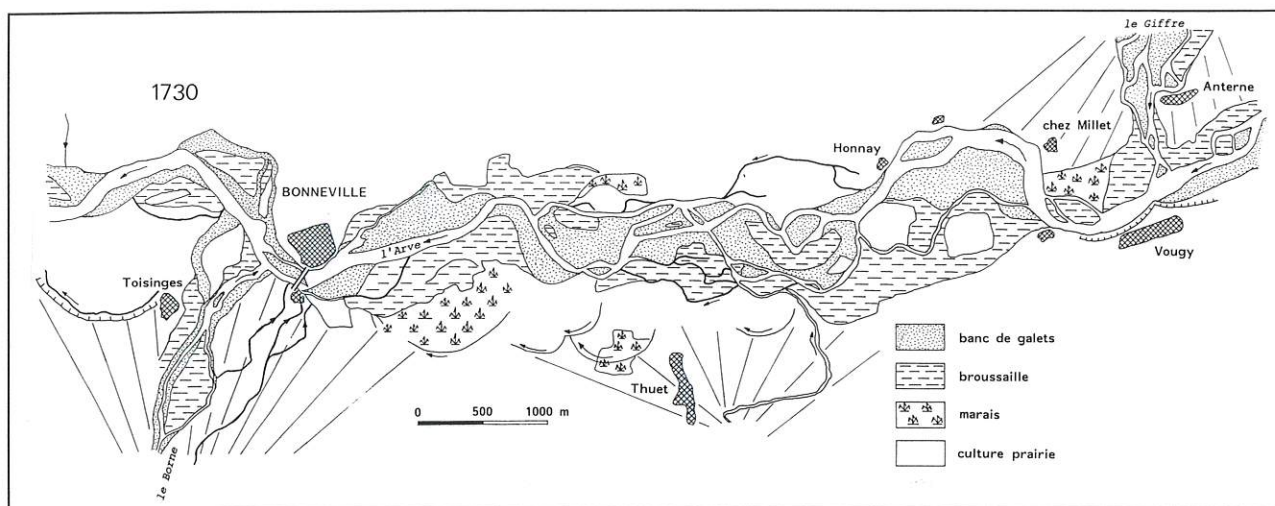 le Giffre
1730
Anterne
chez Millet
Honnay
BONNEVILLE
l'Arve
Toisinges
Vougy
banc de galets
broussaille
Thuet
marais
0 500 1000 m
culture prairie
le Borne